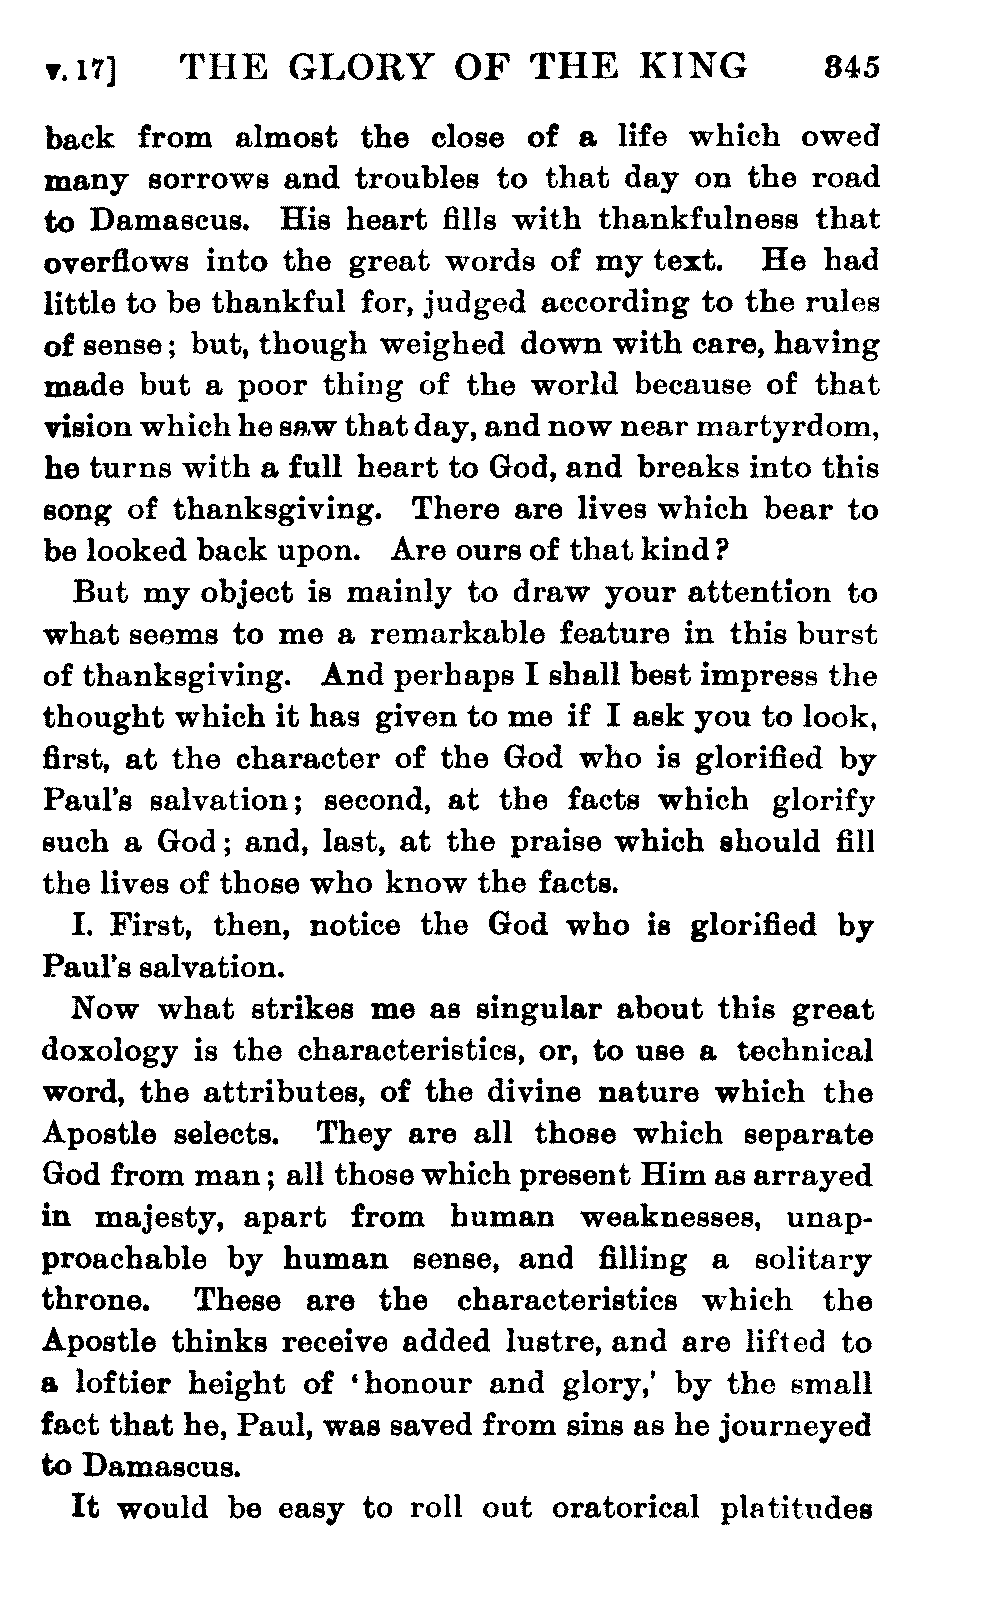 v. 17] THE GLORY OF THE KING 345
back from almost the close of a life which owed
many sorrows and troubles to that day on the road
to Damascus. His heart fills with thankfulness that
overflows into the great words of my text. He had
little to be thankful for, judged according to the rules
of sense; but, though weighed down with care, having
made but a poor thing of the world because of that
vision which he saw that day, and now near martyrdom,
he turns with a full heart to God, and breaks into this
song of thanksgiving. There are lives which bear to
be looked back upon. Are ours of that kind?
But my object is mainly to draw your attention to
what seems to me a remarkable feature in this burst
of thanksgiving. And perhaps I shall best impress the
thought which it has given to me if I ask you to look,
first, at the character of the God who is glorified by
Paul's salvation; second, at the facts which glorify
such a God; and, last, at the praise which should fill
the lives of those who know the facts.
I. First, then, notice the God who is glorified by
Paul's salvation.
Now what strikes me as singular about this great
doxology is the characteristics, or, to use a technical
word, the attributes, of the divine nature which the
Apostle selects. They are all those which separate
God from man; all those which present Him as arrayed
in majesty, apart from human weaknesses, unap-
proachable by human sense, and filling a solitary
throne. These are the characteristics which the
Apostle thinks receive added lustre, and are lifted to
a loftier height of 'honour and glory,' by the small
fact that he, Paul, was saved from sins as he journeyed
to Damascus.
It would be easy to roll out oratorical platitudes